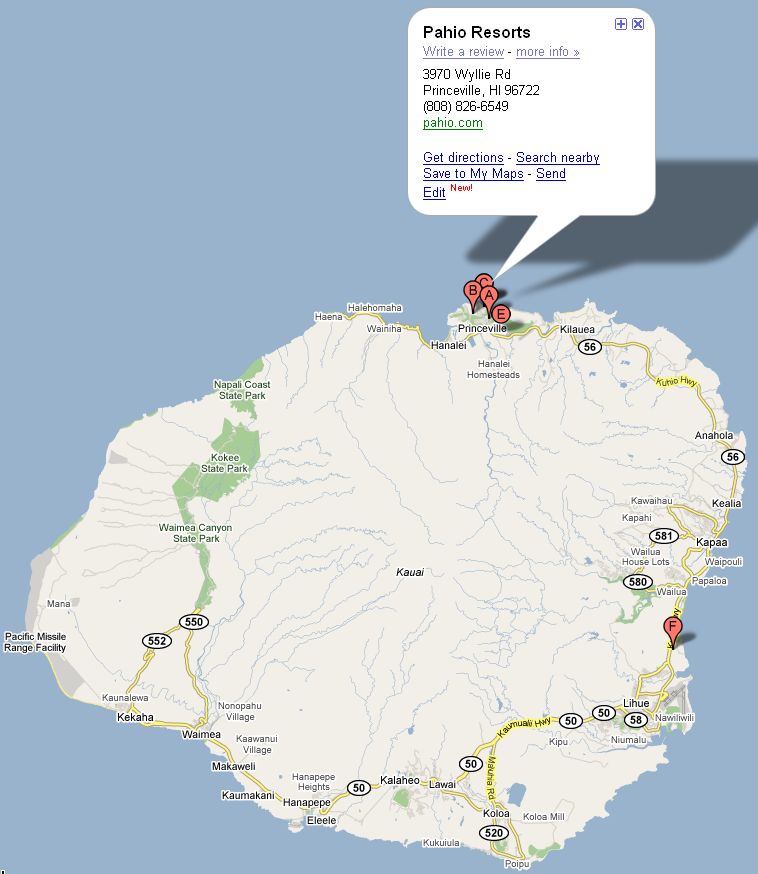 Pahio Resorts
Write a review - more info »
3970 Wyllie Rd
Princeville, HI 96722
(808) 826-6549
pahio.com
Get directions - Search nearby
Save to My Maps - Send
Edit New!
C
B
A
E
Halehomaha
Haena
Wainiha
Princeville
Kilauea
Hanalei
56
Hanalei
Homesteads
Kuhio Hwy
Napali Coast
State Park
Anahola
56
Kokee
State Park
Kawaihau
Kealia
Kapahi
Waimea Canyon
State Park
581
Kapaa
Wailua
House Lots
Waipouli
Kauai
580
Papaloa
Wailua
Mana
550
F
Pacific Missile
Range Facility
552
Kaunalewa
Nonopahu
Village
Lihue
Kekaha
50
50
58
Nawiliwili
Kaumualii Hwy
Waimea
Kaawanui
Village
Kipu
Niumalu
Makaweli
50
Maluhia Rd
Hanapepe
Heights
Kalaheo
Lawai
50
Kaumakani
Hanapepe
Eleele
Koloa
Koloa Mill
520
Kukuiula
Poipu